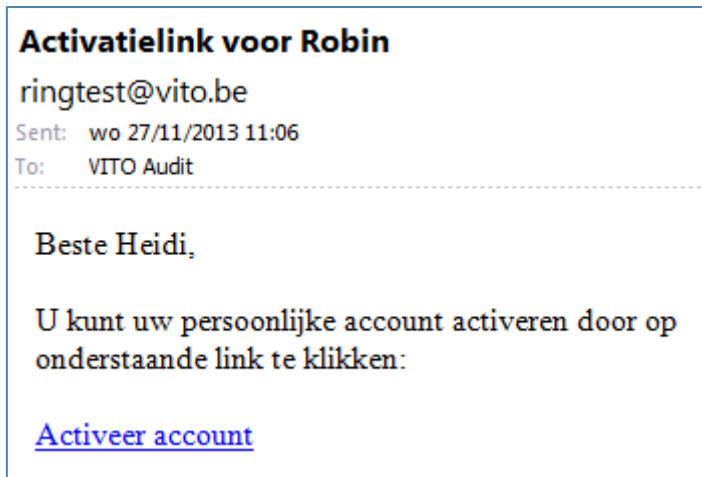 Activatielink voor Robin
ringtest@vito.be
Sent: wo 27/11/2013 11:06
To: VITO Audit
Beste Heidi,
U kunt uw persoonlijke account activeren door op
onderstaande link te klikken:
Activeer account